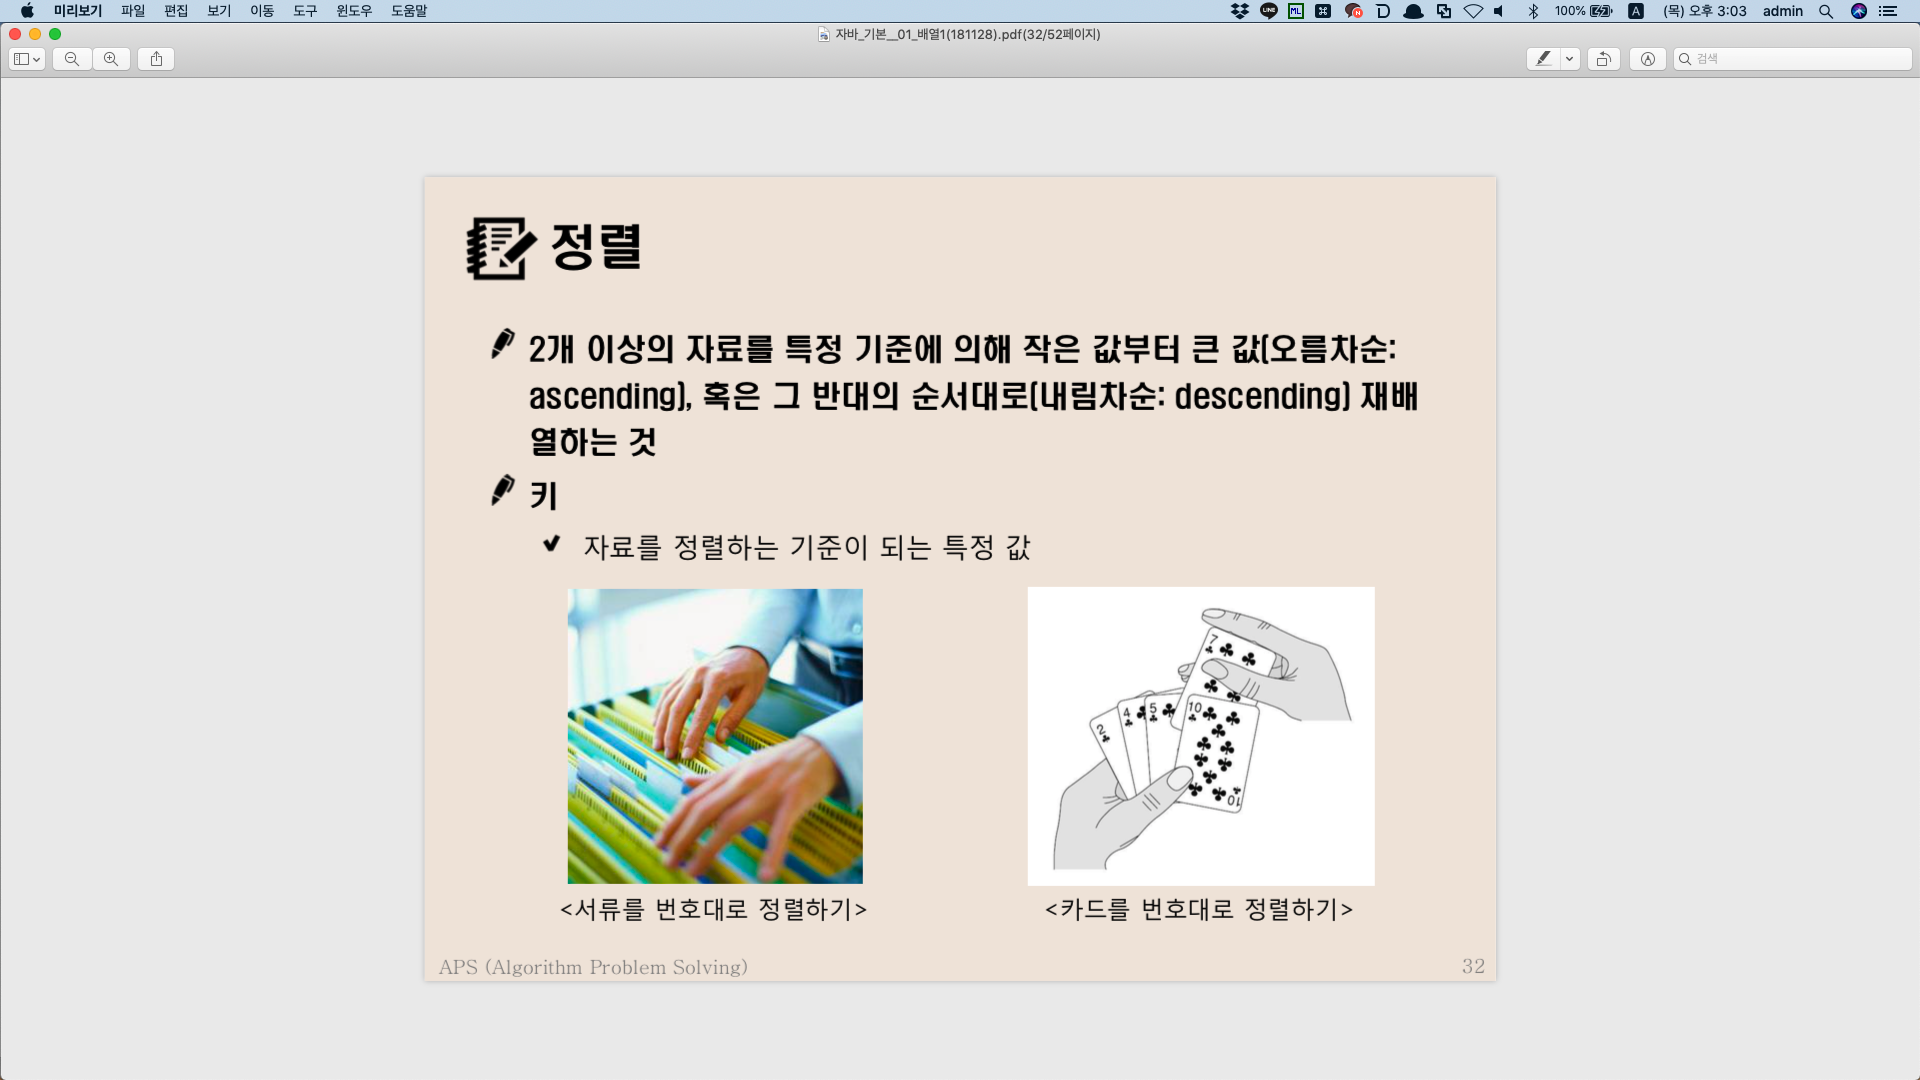 미리보기 파일 편집 보기 이동 도구 윈도우 도움말 100% A (목) 오후 3:03 admin
자바_기본__01_배열1(181128).pdf(32/52페이지)
검색
정렬
2개 이상의 자료를 특정 기준에 의해 작은 값부터 큰 값(오름차순:
ascending), 혹은 그 반대의 순서대로(내림차순: descending) 재배
열하는 것
키
자료를 정렬하는 기준이 되는 특정 값
7
2 4 5 10
10
<서류를 번호대로 정렬하기> <카드를 번호대로 정렬하기>
APS (Algorithm Problem Solving) 32